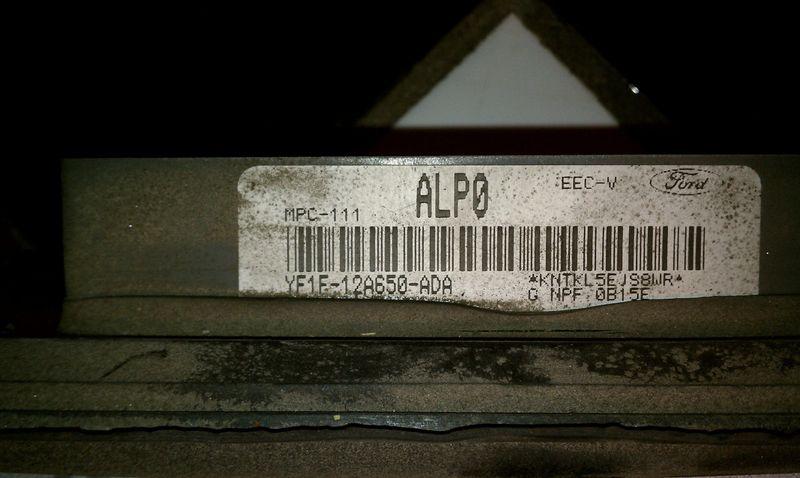 ALP0 EEC-V Ford
MPC-111
YF1F-12A650-ADA *KNTKL5EJS8WR*
G NPF 0B15E